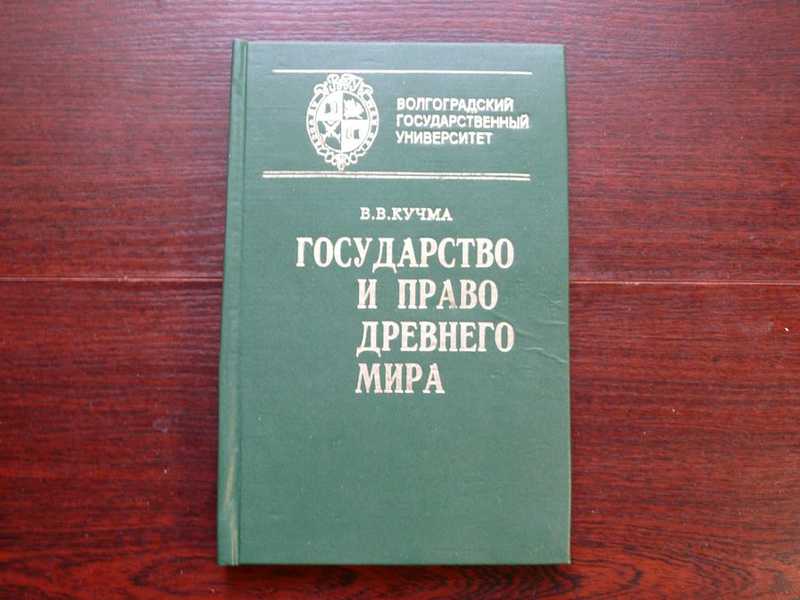 ВОЛГОГРАДСКИЙ
ГОСУДАРСТВЕННЫЙ
УНИВЕРСИТЕТ
В.В.КУЧМА
ГОСУДАРСТВО
И ПРАВО
ДРЕВНЕГО
МИРА